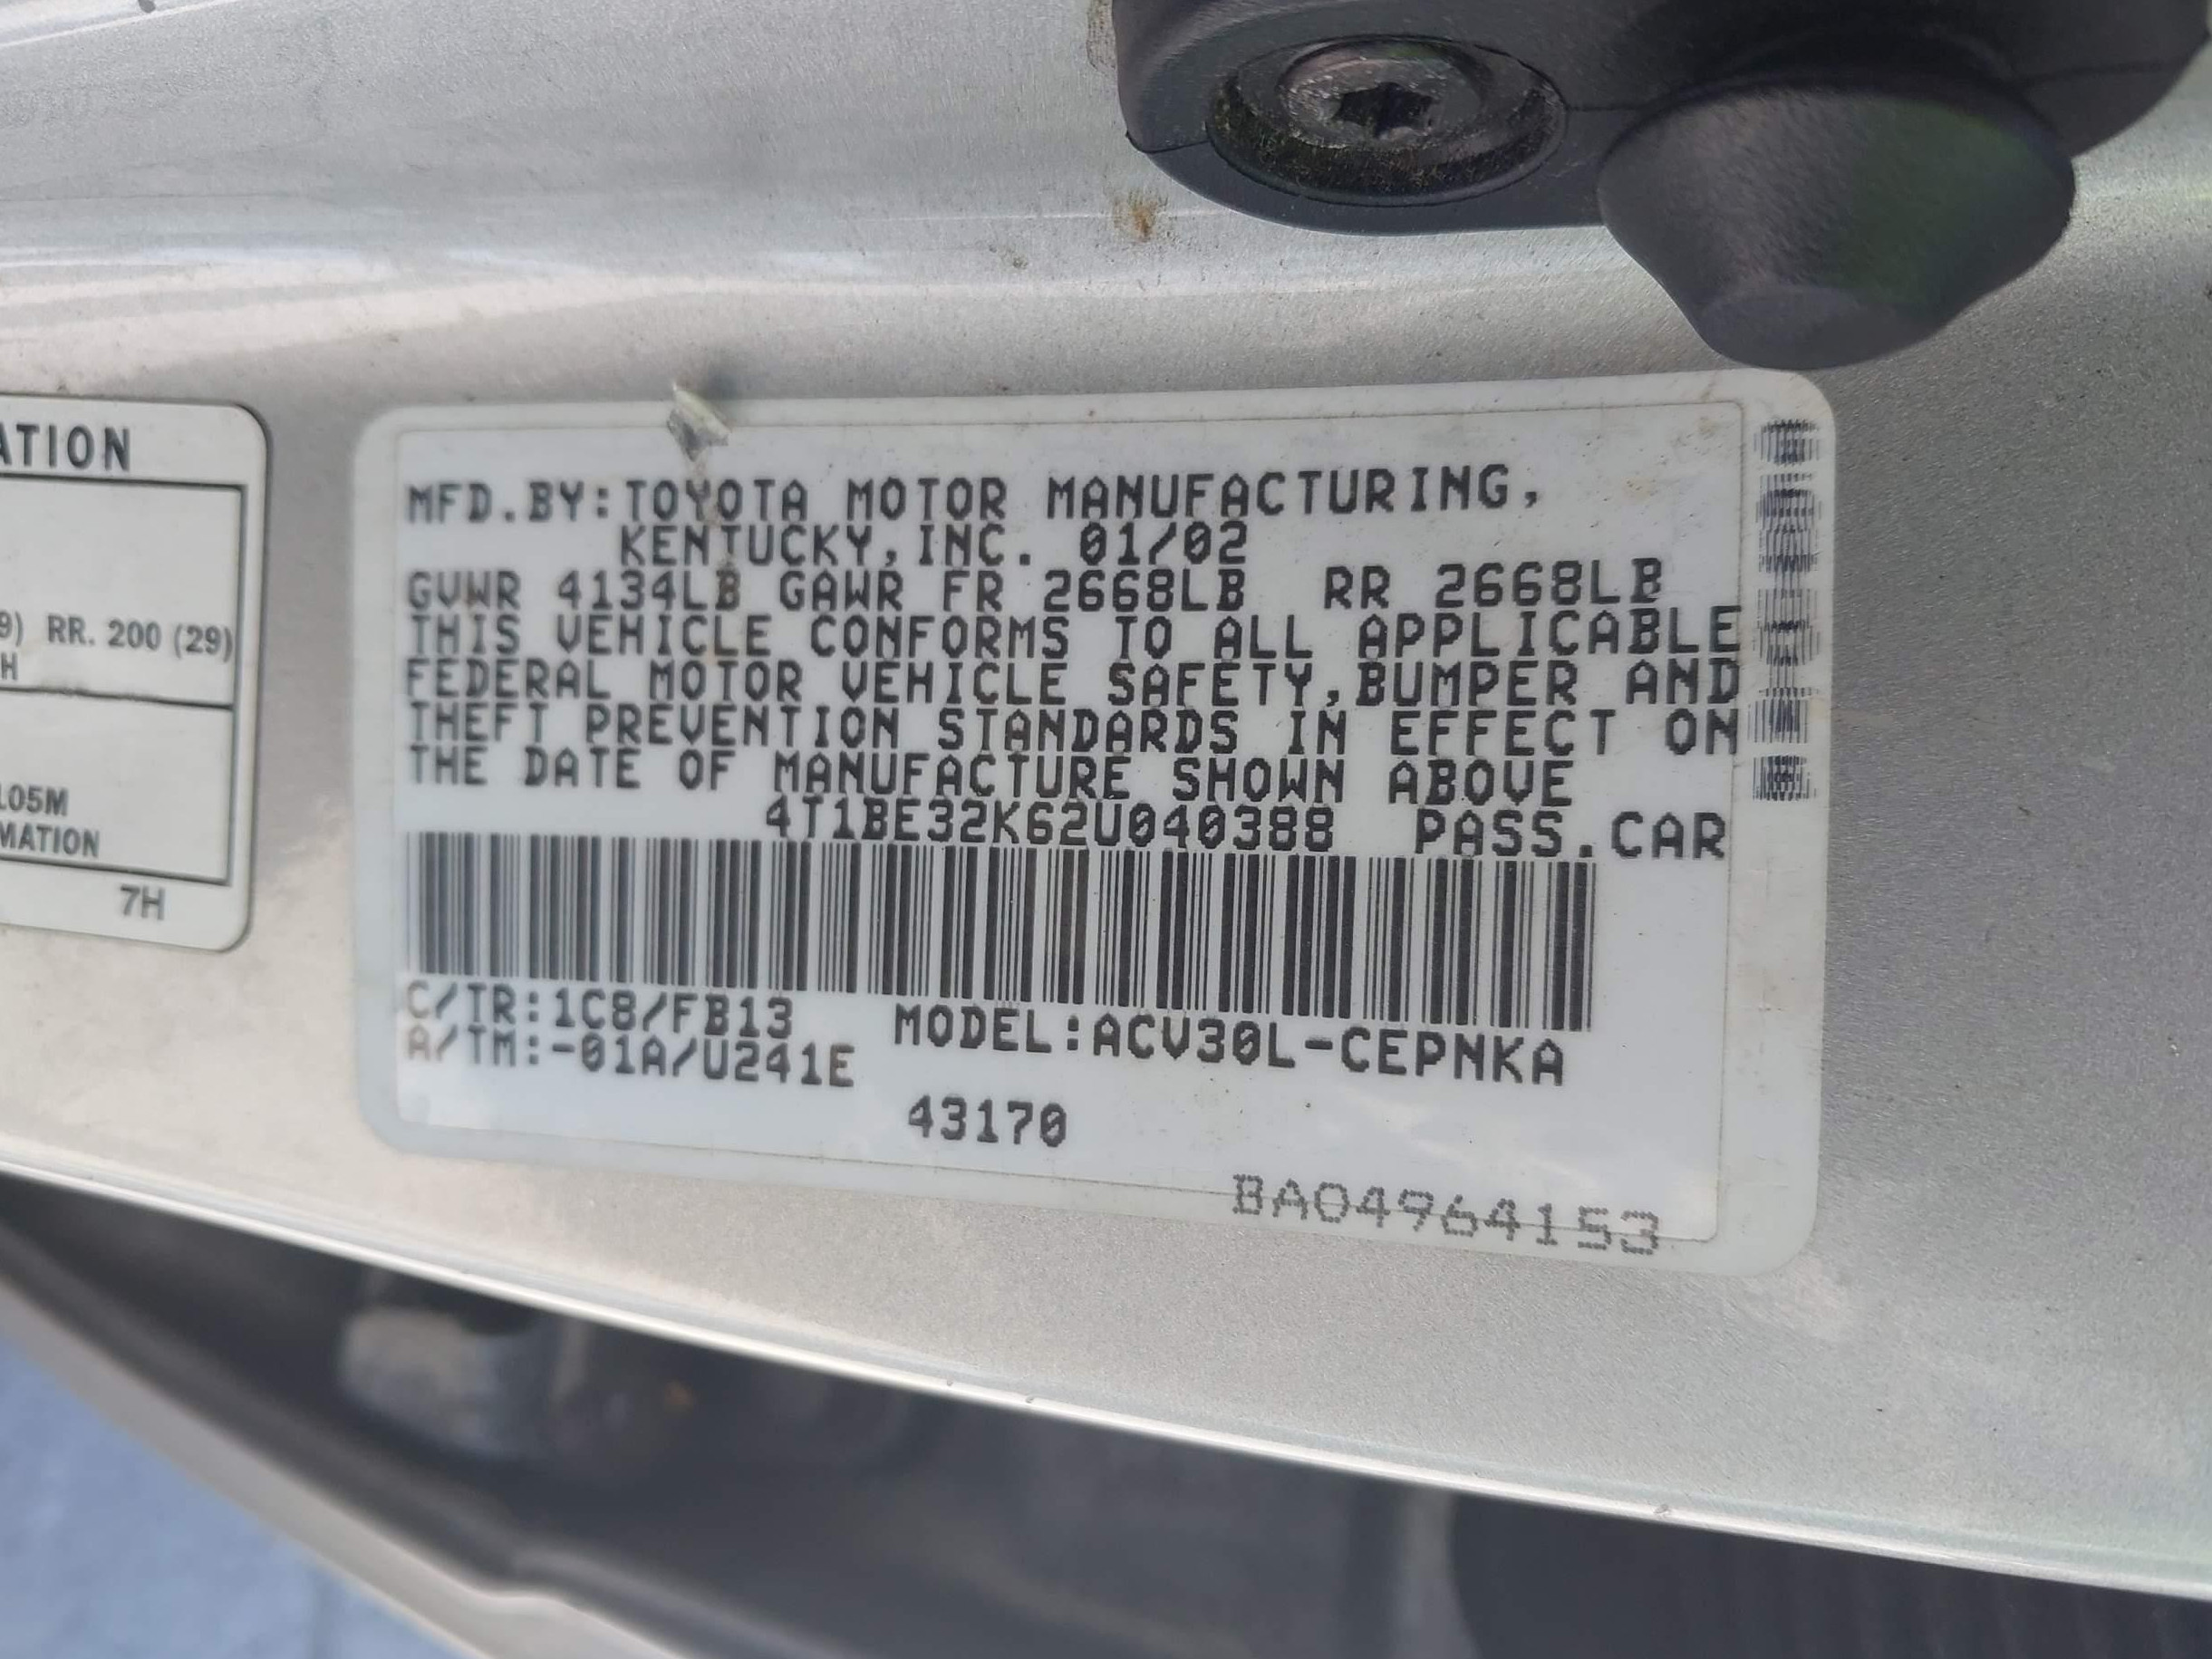 ATION
RR. 200 (29)
H
105M
MATION
7H
MFD.BY:TOYOTA MOTOR MANUFACTURING,
KENTUCKY,INC. 01/02
GVWR 4134LB GAWR FR 2668LB RR 2668LB
THIS VEHICLE CONFORMS TO ALL APPLICABLE
FEDERAL MOTOR VEHICLE SAFETY,BUMPER AND
THEFT PREVENTION STANDARDS IN EFFECT ON
THE DATE OF MANUFACTURE SHOWN ABOVE
4T1BE32K62U040388 PASS.CAR
C/TR:1C8/FB13 MODEL:ACV30L-CEPNKA
A/TM:-01A/U241E
43170
BA04964153